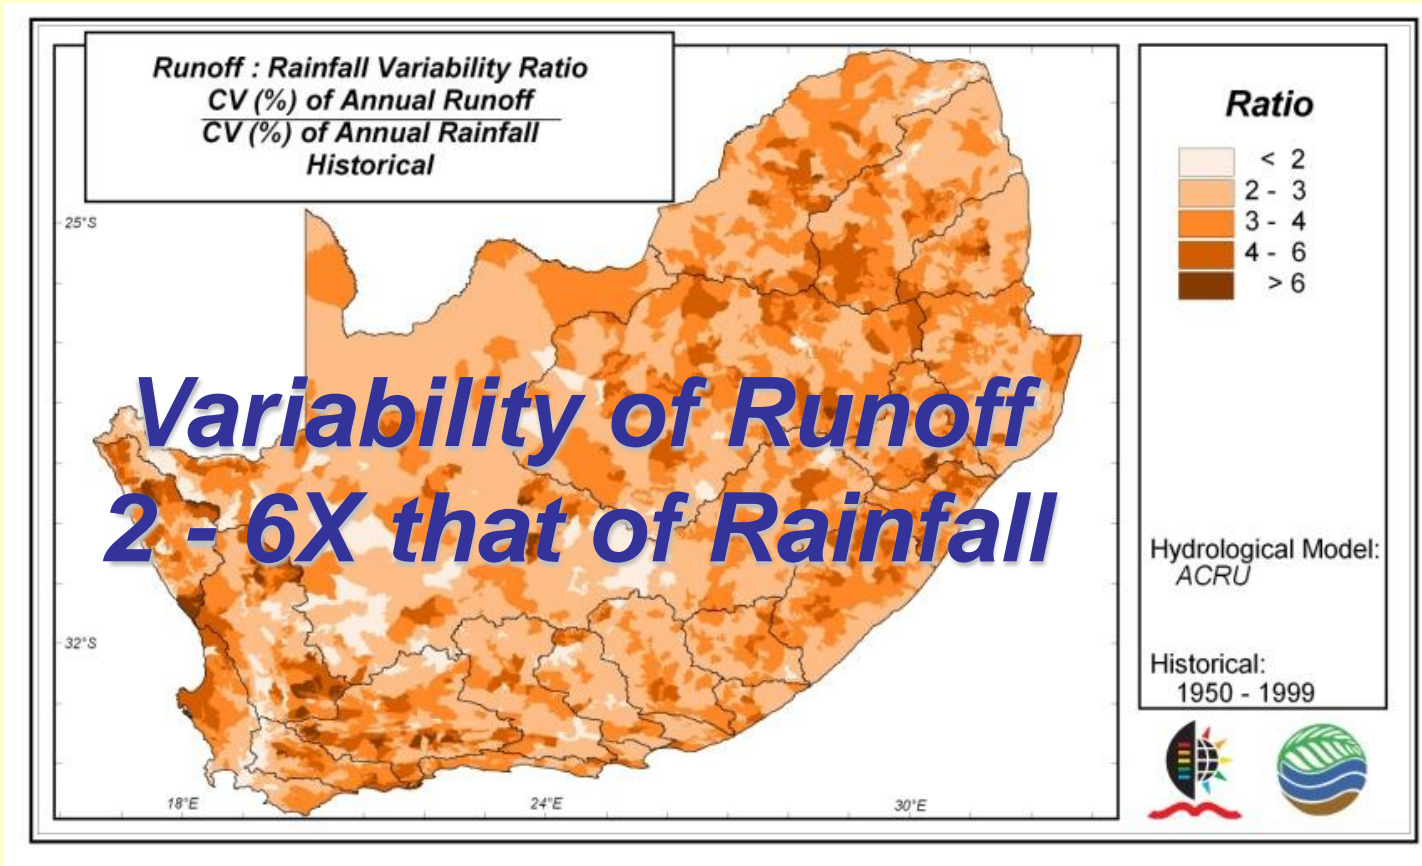 Runoff : Rainfall Variability Ratio
CV (%) of Annual Runoff
CV (%) of Annual Rainfall
Historical
Ratio
< 2
2 - 3
3 - 4
4 - 6
> 6
25°S
Variability of Runoff
2 - 6X that of Rainfall
Hydrological Model:
ACRU
32°S
Historical:
1950 - 1999
18°E
24°E
30°E